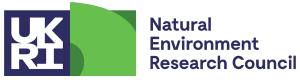 UK
RI
Natural
Environment
Research Council